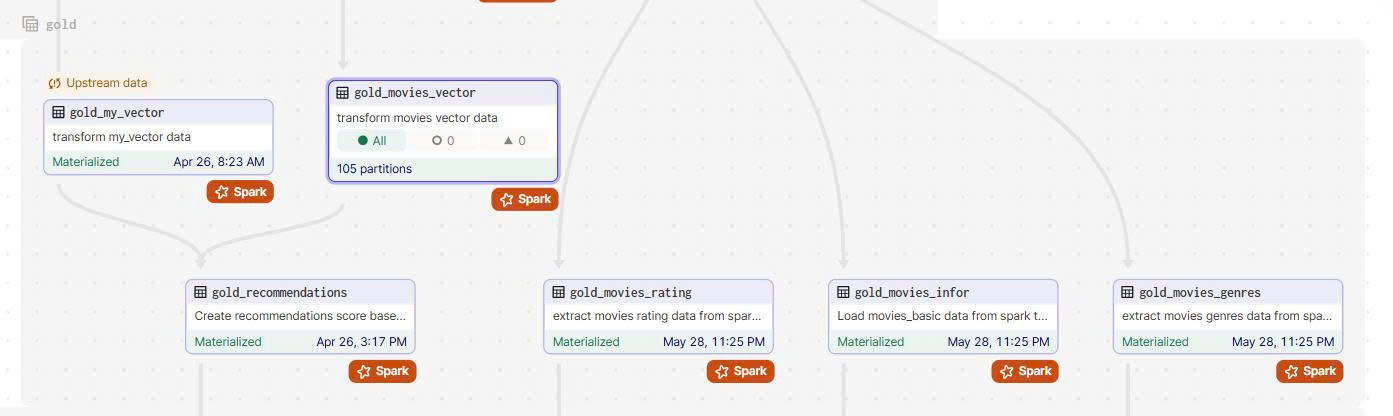 gold
Upstream data
gold_my_vector
transform my_vector data
Materialized Apr 26, 8:23 AM
Spark
gold_movies_vector
transform movies vector data
All 0 0
105 partitions
Spark
gold_recommendations
Create recommendations score base...
Materialized Apr 26, 3:17 PM
Spark
gold_movies_rating
extract movies rating data from spar...
Materialized May 28, 11:25 PM
Spark
gold_movies_infor
Load movies_basic data from spark t...
Materialized May 28, 11:25 PM
Spark
gold_movies_genres
extract movies genres data from spa...
Materialized May 28, 11:25 PM
Spark